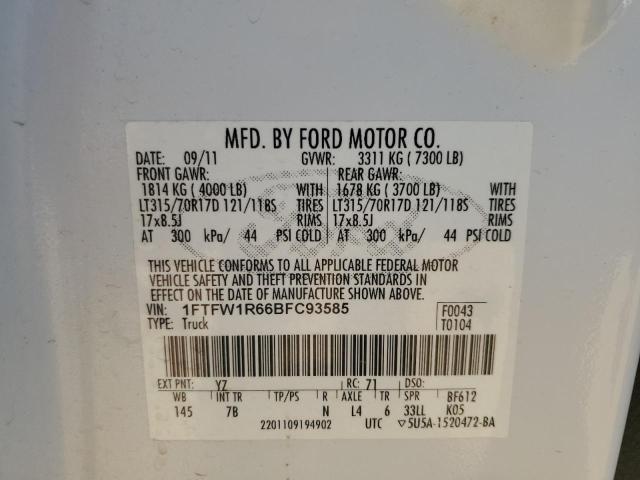 MFD. BY FORD MOTOR CO.
DATE: 09/11 GVWR: 3311 KG ( 7300 LB)
FRONT GAWR: REAR GAWR:
1814 KG ( 4000 LB) WITH 1678 KG ( 3700 LB) WITH
LT315/70R17D 121/118S TIRES LT315/70R17D 121/118S TIRES
17x8.5J RIMS 17x8.5J RIMS
AT 300 kPa/ 44 PSI COLD AT 300 kPa/ 44 PSI COLD
THIS VEHICLE CONFORMS TO ALL APPLICABLE FEDERAL MOTOR
VEHICLE SAFETY AND THEFT PREVENTION STANDARDS IN
EFFECT ON THE DATE OF MANUFACTURE SHOWN ABOVE.
VIN: 1FTFW1R66BFC93585 F0043
TYPE: Truck T0104
EXT PNT: YZ RC: 71 DSO:
WB INT TR TP/PS R AXLE TR SPR BF612
145 7B N L4 6 33LL K05
2201109194902 UTC ▽5U5A-1520472-BA